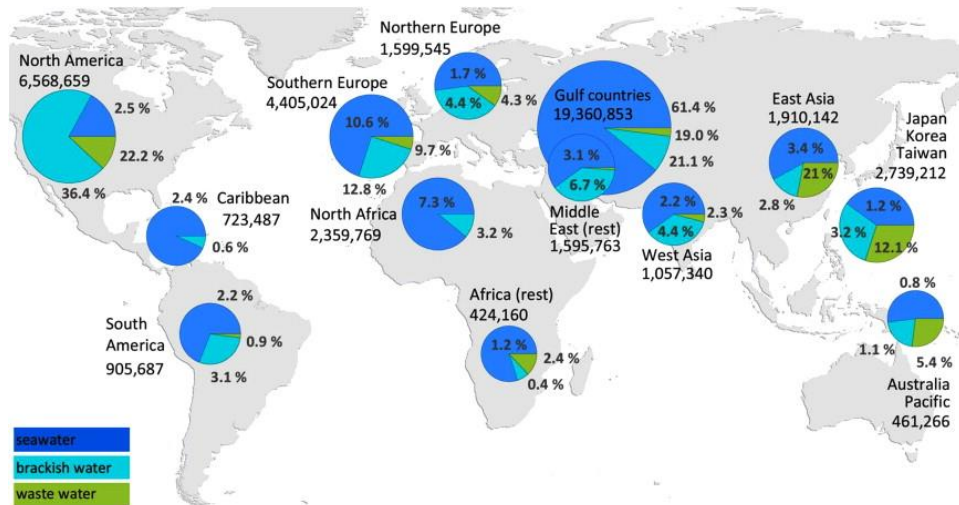 North America
6,568,659
2.5 %
22.2 %
36.4 %
Northern Europe
1,599,545
1.7 %
4.3 %
4.4 %
Southern Europe
4,405,024
10.6 %
9.7 %
12.8 %
Gulf countries
19,360,853
61.4 %
19.0 %
21.1 %
3.1 %
6.7 %
Middle
East (rest)
1,595,763
East Asia
1,910,142
3.4 %
21 %
2.8 %
Japan
Korea
Taiwan
2,739,212
1.2 %
3.2 %
12.1 %
Caribbean
723,487
2.4 %
0.6 %
North Africa
2,359,769
7.3 %
3.2 %
2.2 %
2.3 %
4.4 %
West Asia
1,057,340
South
America
905,687
2.2 %
0.9 %
3.1 %
Africa (rest)
424,160
1.2 %
2.4 %
0.4 %
0.8 %
1.1 %
5.4 %
Australia
Pacific
461,266
seawater
brackish water
waste water